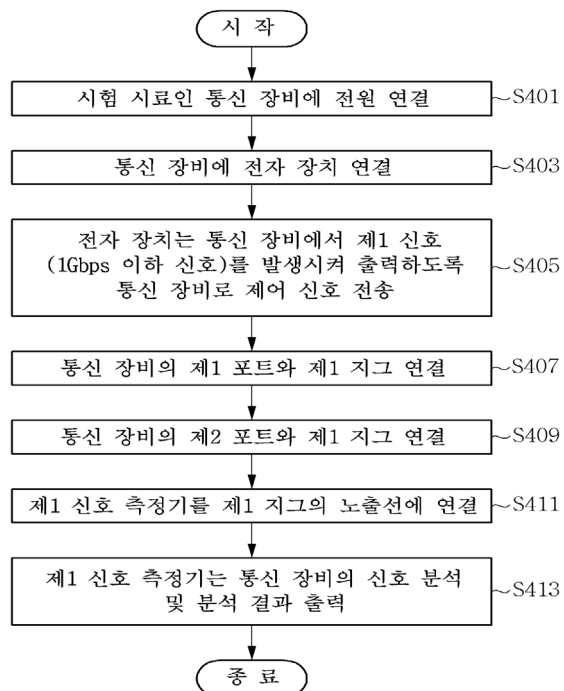 시 작
시험 시료인 통신 장비에 전원 연결
S401
통신 장비에 전자 장치 연결
S403
전자 장치는 통신 장비에서 제1 신호
(1Gbps 이하 신호)를 발생시켜 출력하도록
통신 장비로 제어 신호 전송
S405
통신 장비의 제1 포트와 제1 지그 연결
S407
통신 장비의 제2 포트와 제1 지그 연결
S409
제1 신호 측정기를 제1 지그의 노출선에 연결
S411
제1 신호 측정기는 통신 장비의 신호 분석
및 분석 결과 출력
S413
종 료